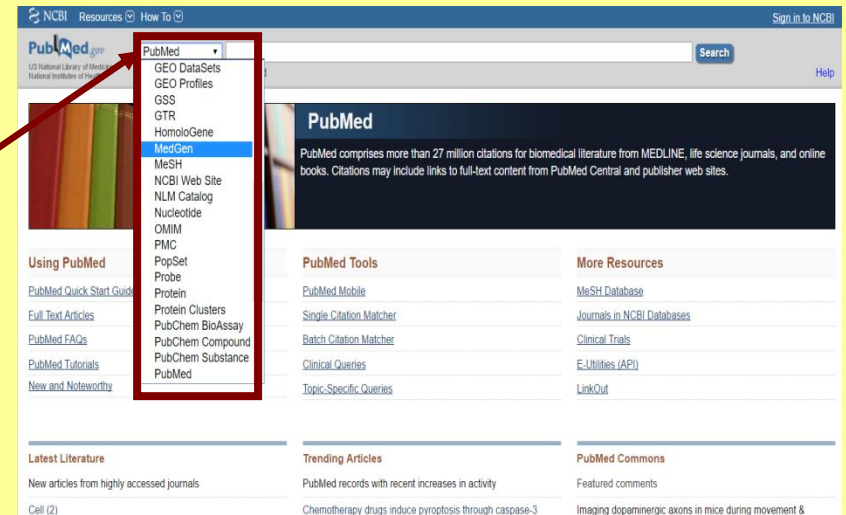 NCBI Resources How To Sign in to NCBI
PubMed.gov
US National Library of Medicine
National Institutes of Health
PubMed
Search
Help
GEO DataSets
GEO Profiles
GSS
GTR
HomoloGene
MedGen
MeSH
NCBI Web Site
NLM Catalog
Nucleotide
OMIM
PMC
PopSet
Probe
Protein
Protein Clusters
PubChem BioAssay
PubChem Compound
PubChem Substance
PubMed
PubMed
PubMed comprises more than 27 million citations for biomedical literature from MEDLINE, life science journals, and online
books. Citations may include links to full-text content from PubMed Central and publisher web sites.
Using PubMed
PubMed Quick Start Guide
Full Text Articles
PubMed FAQs
PubMed Tutorials
New and Noteworthy
PubMed Tools
PubMed Mobile
Single Citation Matcher
Batch Citation Matcher
Clinical Queries
Topic-Specific Queries
More Resources
MeSH Database
Journals in NCBI Databases
Clinical Trials
E-Utilities (API)
LinkOut
Latest Literature
New articles from highly accessed journals
Cell (2)
Trending Articles
PubMed records with recent increases in activity
Chemotherapy drugs induce pyroptosis through caspase-3
PubMed Commons
Featured comments
Imaging dopaminergic axons in mice during movement &